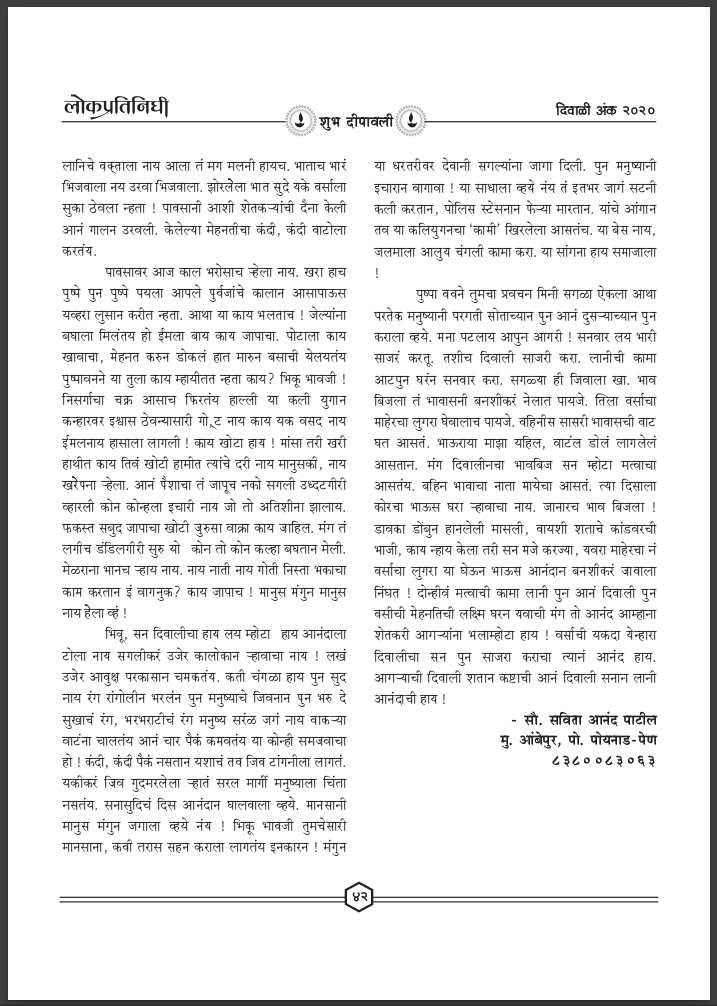 लोकप्रतिनिधी
शुभ दीपावली
दिवाळी अंक २०२०
लानिचे वक्ताला नाय आला तं मग मलनी हायच. भाताच भारं
भिजवाला नय उरवा भिजवाला. झोरलेला भात सुदे यके वर्साला
सुका ठेवला न्हता ! पावसानी आशी शेतकऱ्यांची दैना केली
आनं गालन उरवली. केलेल्या मेहनतीचा कंदी, कंदी वाटोला
करतंय.
पावसावर आज काल भरोसाच ऱ्हेला नाय. खरा हाच
पुष्पे पुन पुष्पे पयला आपले पुर्वजांचे कालान आसापाऊस
यव्हरा लुसान करीत न्हता. आथा या काय भलताच ! जेल्यांना
बघाला मिलंतय हो ईमला बाय काय जापाचा. पोटाला काय
खावाचा, मेहनत करुन डोकलं हात मारुन बसाची येलयतंय
पुष्पावनने या तुला काय म्हायीतत न्हता काय? भिकू भावजी !
निसर्गाचा चक्र आसाच फिरतंय हाल्ली या कली युगान
कन्हारवर इश्वास ठेवन्यासारी गोूट नाय काय यक वसद नाय
ईमलनाय हासाला लागली ! काय खोटा हाय ! मांसा तरी खरी
हाथीत काय तिवं खोटी हामीत त्यांचे दरी नाय मानुसकी, नाय
खरेपना ऱ्हेला. आनं पैशाचा तं जापूच नको सगली उध्दटगीरी
व्हारली कोन कोन्हला इचारी नाय जो तो अतिशीना झालाय.
फकस्त सबुद जापाचा खोटी जुरुसा वाक्रा काय जाहिल. मंग तं
लगीच दंडिलगीरी सुरु यो कोन तो कोन कल्हा बघतान मेली.
मेळराना भानच ऱ्हाय नाय. नाय नाती नाय गोती निस्ता भकाचा
काम करतान इं वागनुक? काय जापाच ! मानुस मंगुन मानुस
नाय हेला व्हं !
भिवू, सन दिवालीचा हाय लय म्होटा हाय आनंदाला
टोला नाय सगलीकरं उजेर कालोकान ऱ्हावाचा नाय ! लखं
उजेर आवुक्ष परकासान चमकतंय. कती चंगळा हाय पुन सुद
नाय रंग रांगोलीन भरलंन पुन मनुष्याचे जिवनान पुन भरु दे
सुखाचं रंग, भरभराटीचं रंग मनुष्य सरंळ जगं नाय वाकऱ्या
वाटंना चालतंय आनं चार पैकं कमवतंय या कोन्ही समजवाचा
हो ! कंदी, कंदी पैकं नसतान यशाचं तव जिव टांगनीला लागतं.
यकीकरं जिव गुदमरलेला ऱ्हातं सरल मार्गी मनुष्याला चिंता
नसतंय. सनासुदिचं दिस आनंदान घालवाला व्हये. मानसानी
मानुस मंगुन जगाला व्हये नंय ! भिकू भावजी तुमचेसारी
मानसाना, कवी तरास सहन कराला लागतंय इनकारन ! मंगुन
या धरतरीवर देवानी सगल्यांना जागा दिली. पुन मनुष्यानी
इचारान वागावा ! या साधाला व्हये नंय तं इतभर जागं सटनी
कली करतान, पोलिस स्टेसनान फेऱ्या मारतान. यांचे आंगान
तव या कलियुगनचा 'कामी' खिरलेला आसतंच. या बेस नाय,
जलमाला आलुय चंगली कामा करा. या सांगना हाय समाजाला
!
पुष्पा ववने तुमचा प्रवचन मिनी सगळा ऐकला आथा
परतेक मनुष्यानी परगती सोताच्यान पुन आनं दुसऱ्याच्यान पुन
कराला व्हये. मना पटलाय आपुन आगरी ! सनवार लय भारी
साजरं करतू. तशीच दिवाली साजरी करा. लानीची कामा
आटपुन घरंन सनवार करा. सगळ्या ही जिवाला खा. भाव
बिजला तं भावासनी बनशीकरं नेलात पायजे. तिला वर्साचा
माहेरचा लुगरा घेवालाच पायजे. वहिनीस सासरी भावासची वाट
घत आसतं. भाऊराया माझा यहिल, वाटंल डोलं लागलेलं
आसतान. मंग दिवालीनचा भावबिज सन म्होटा मत्वाचा
आसतंय. बहिन भावाचा नाता मायेचा आसतं. त्या दिसाला
कोरचा भाऊस घरा ऱ्हावाचा नाय. जानारच भाव बिजला !
डावका डोंबुन हानलेली मासली, वायशी शताचे कांडवरची
भाजी, काय न्हाय केला तरी सन मजे करज्या, यवरा माहेरचा नं
वर्साचा लुगरा या घेऊन भाऊस आनंदान बनशीकरं जावाला
निंघत ! दोन्हीवं मत्वाची कामा लानी पुन आनं दिवाली पुन
वसीची मेहनतिची लक्ष्मि घरन यवाची मंग तो आनंद आम्हाना
शेतकरी आगऱ्यांना भलाम्होटा हाय ! वर्साची यकदा येन्हारा
दिवालीचा सन पुन साजरा कराचा त्यानं आनंद हाय.
आगऱ्याची दिवाली शतान कष्टाची आनं दिवाली सनान लानी
आनंदाची हाय !
- सौ. सविता आनंद पाटील
मु. आंबेपुर, पो. पोयनाड-पेण
८३८००८३०६३
४२